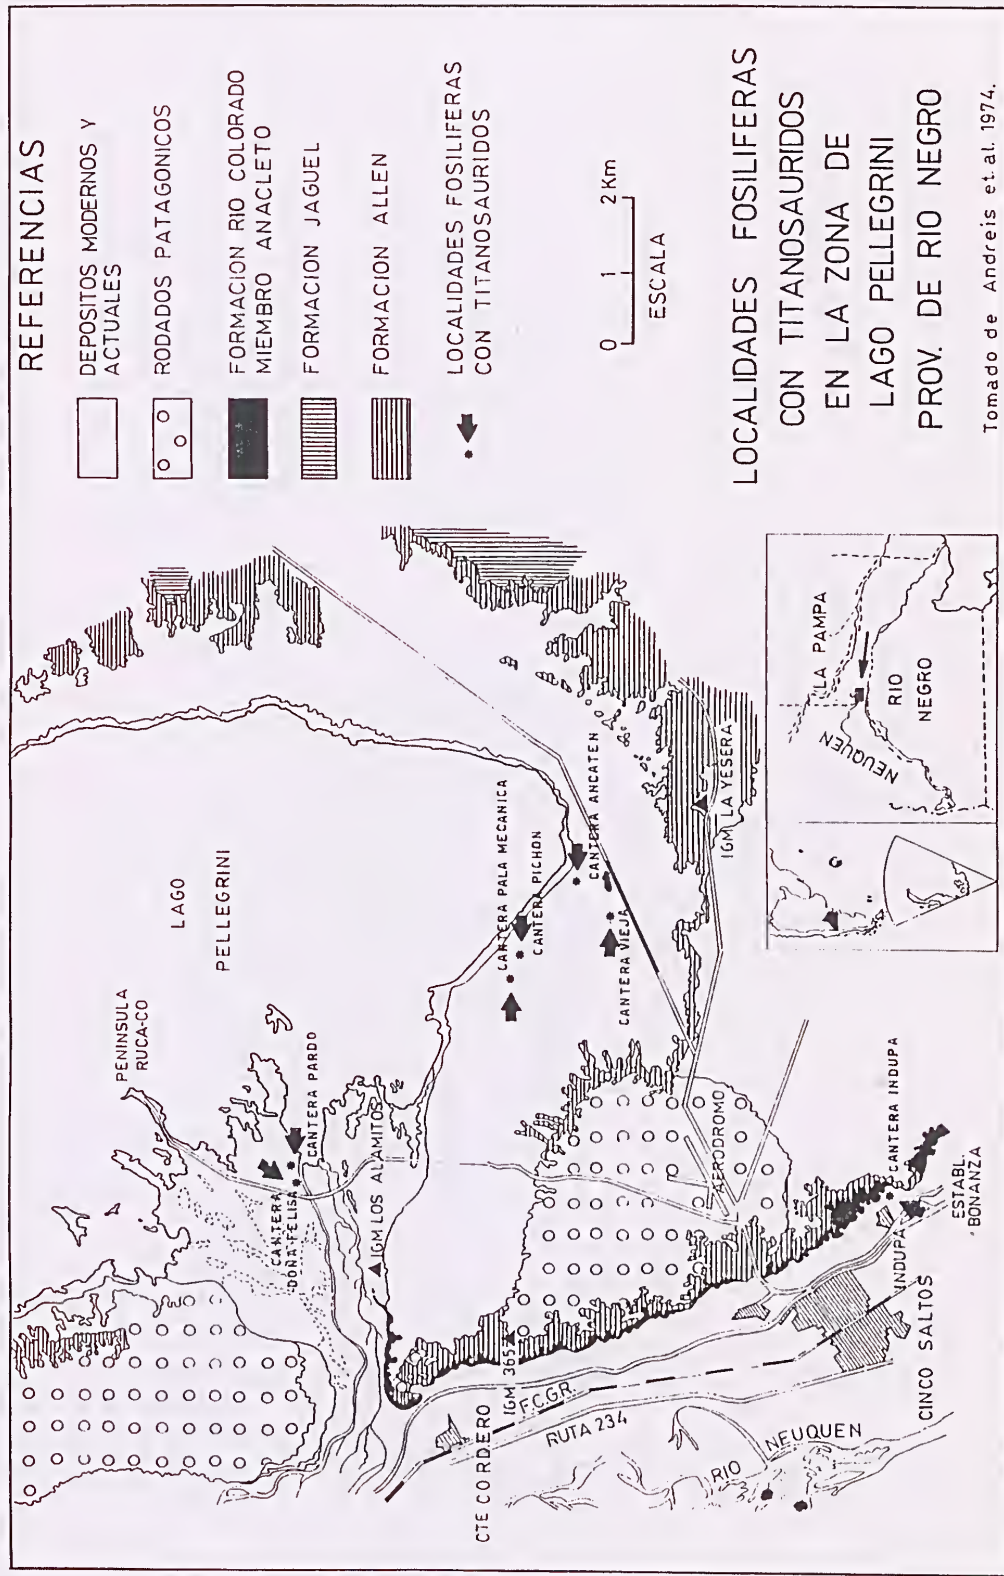 REFERENCIAS
DEPOSITOS MODERNOS Y
ACTUALES
RODADOS PATAGONICOS
FORMACION RIO COLORADO
MIEMBRO ANACLETO
FORMACION JAGUEL
FORMACION ALLEN
LOCALIDADES FOSILIFERAS
CON TITANOSAURIDOS
0 1 2 Km
ESCALA
LOCALIDADES FOSILIFERAS
CON TITANOSAURIDOS
EN LA ZONA DE
LAGO PELLEGRINI
PROV. DE RIO NEGRO
Tomado de Andreis et. al. 1974.
PENINSULA
RUCA-CO
LAGO
PELLEGRINI
CANTERA
DOÑA FELISA
CANTERA PARDO
IGM LOS ALAMITOS
CANTERA PALA MECANICA
CANTERA PICHON
CANTERA ANCATEN
CANTERA VIEJA
IGM LA YESERA
CTE CORDERO
IGM 365
F.C.G.R.
RUTA 234
RIO NEUQUEN
AERODROMO
CANTERA INDUPA
INDUPA
ESTABL.
BONANZA
CINCO SALTOS
LA PAMPA
NEUQUEN
RIO
NEGRO